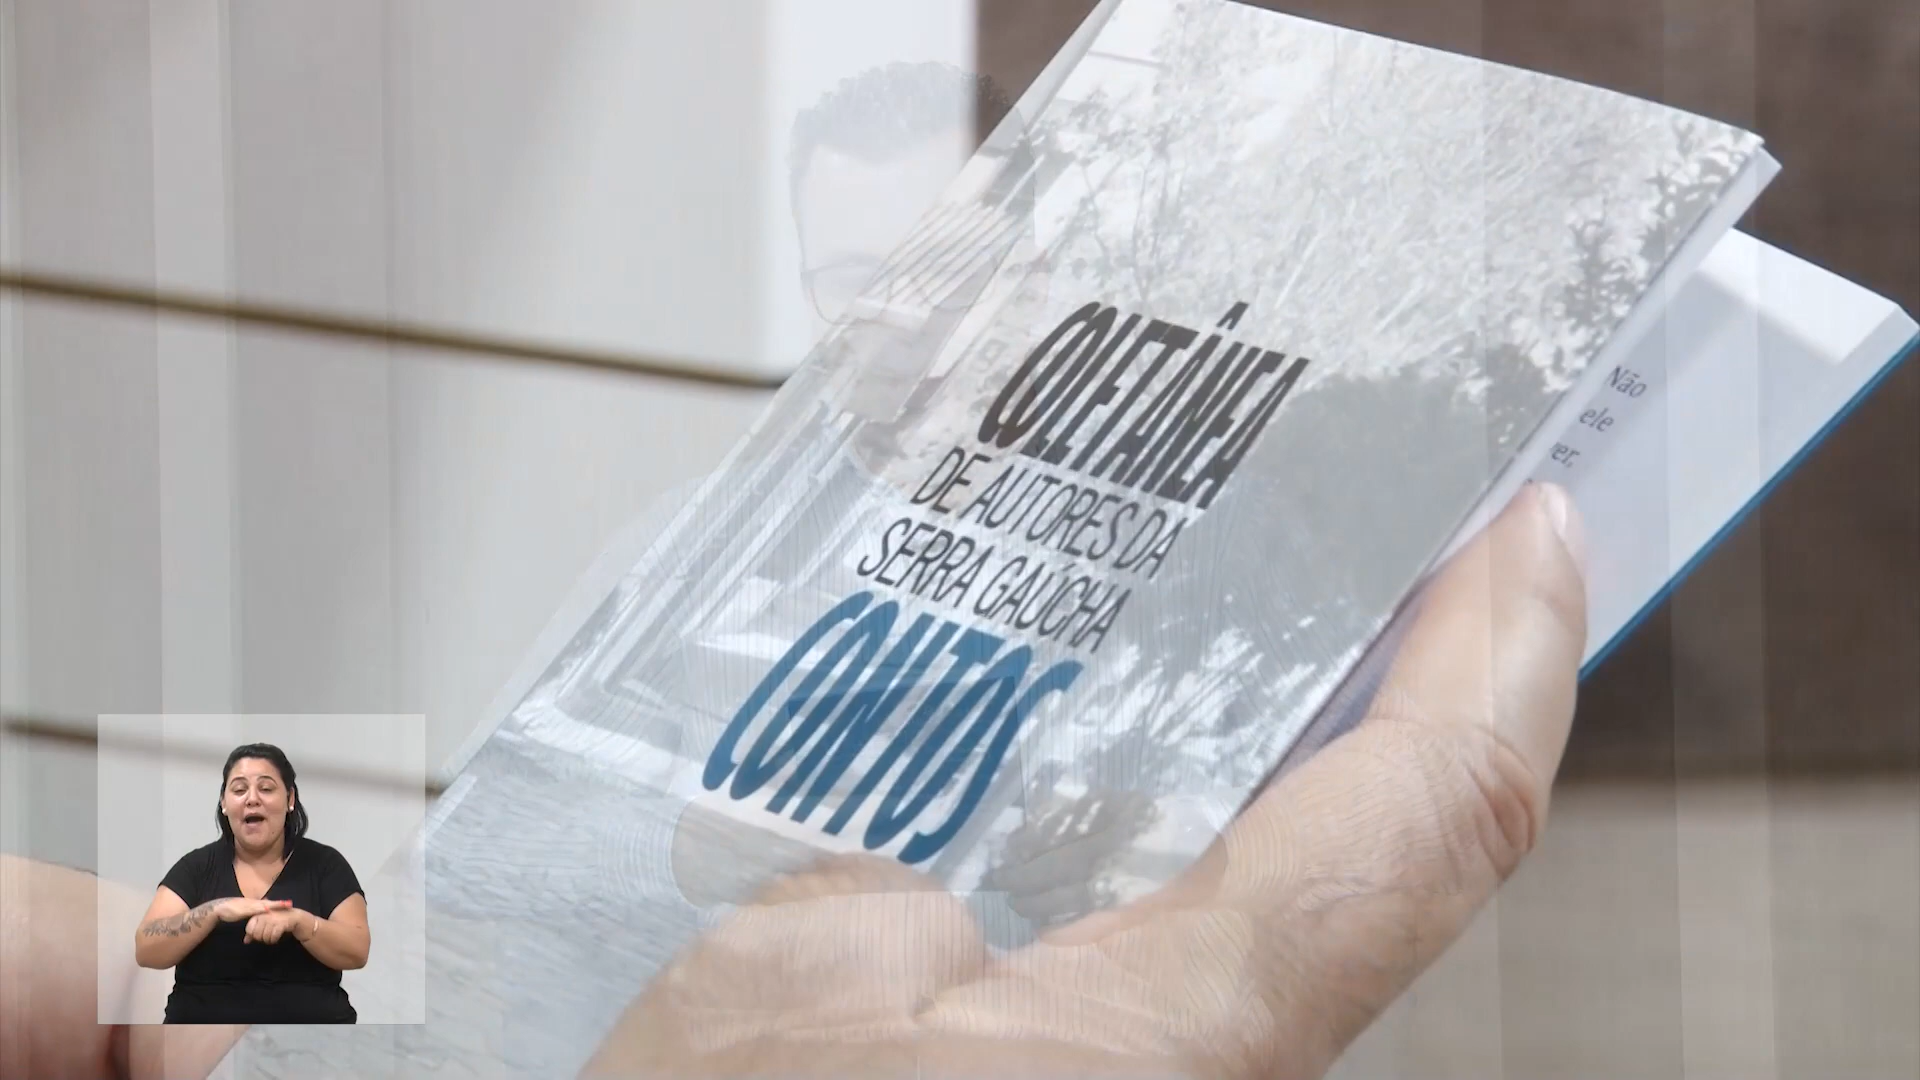 COLETÂNEA
DE AUTORES DA
SERRA GAÚCHA
CONTOS
Não
ele
ver,